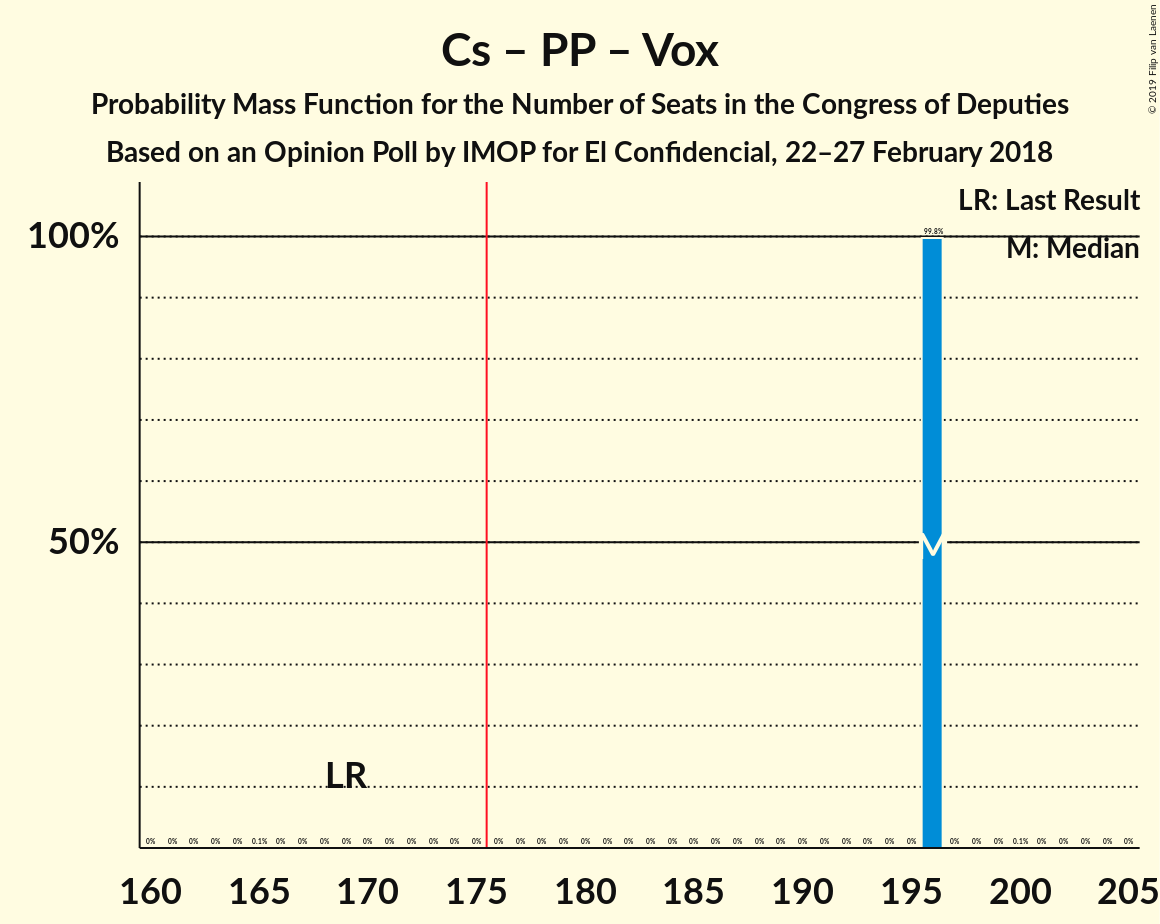 Cs – PP – Vox
Probability Mass Function for the Number of Seats in the Congress of Deputies
Based on an Opinion Poll by IMOP for El Confidencial, 22–27 February 2018
© 2019 Filip van Laenen
LR: Last Result
M: Median
100%
50%
99.8%
M
LR
0% 0% 0% 0% 0% 0.1% 0% 0% 0% 0% 0% 0% 0% 0% 0% 0% 0% 0% 0% 0% 0% 0% 0% 0% 0% 0% 0% 0% 0% 0% 0% 0% 0% 0% 0% 0% 0% 0% 0% 0.1% 0% 0% 0% 0% 0%
160 165 170 175 180 185 190 195 200 205